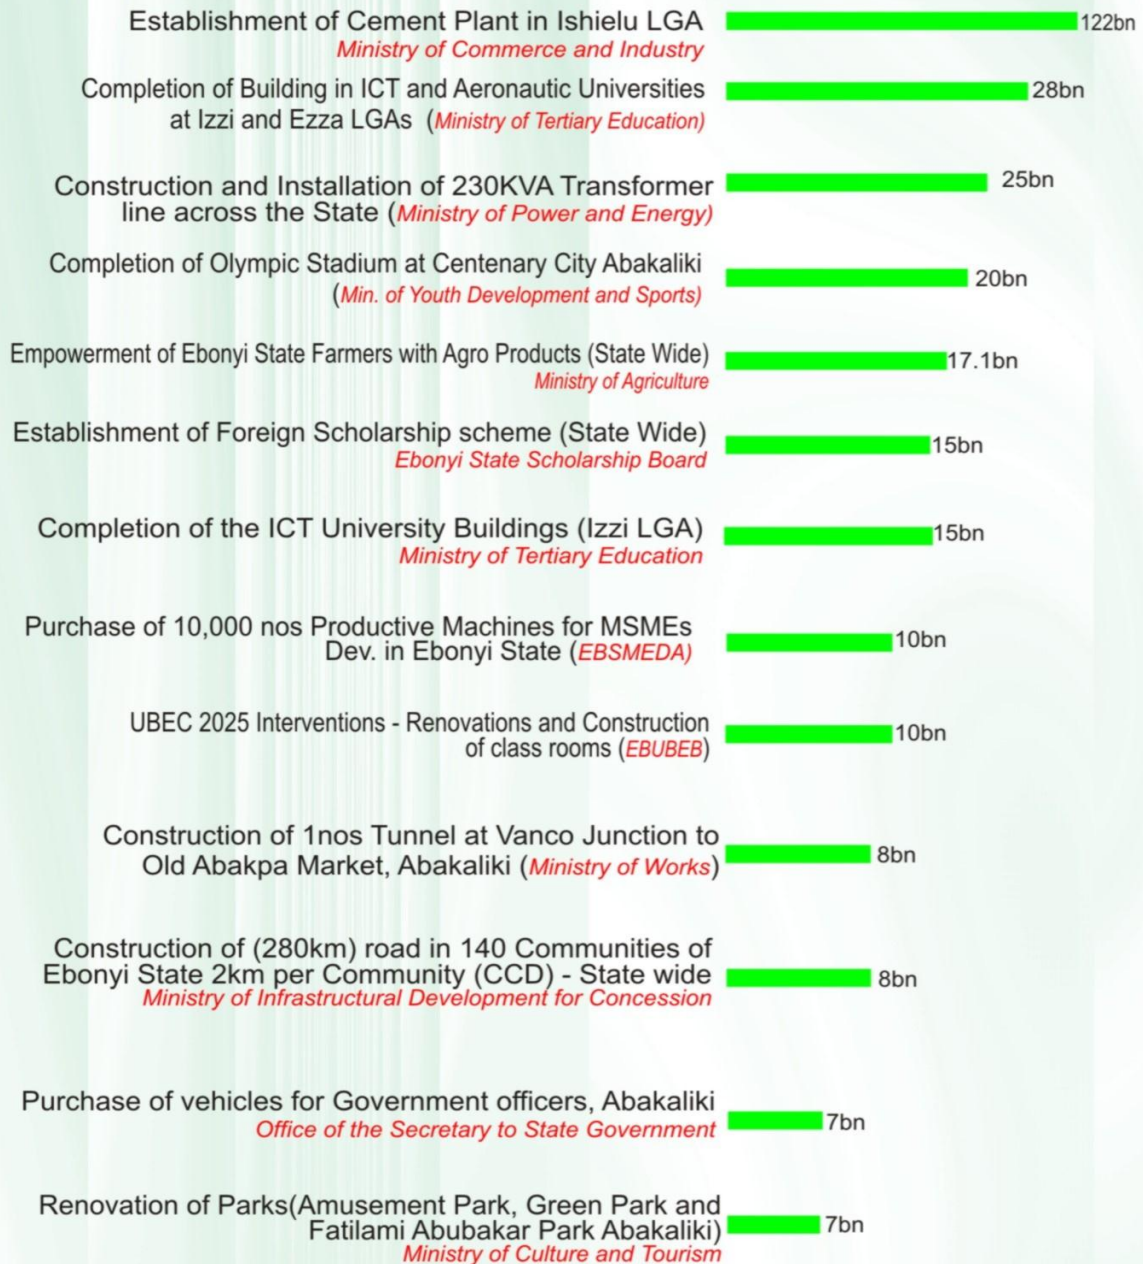 Establishment of Cement Plant in Ishielu LGA 122bn
Ministry of Commerce and Industry
Completion of Building in ICT and Aeronautic Universities 28bn
at Izzi and Ezza LGAs (Ministry of Tertiary Education)
Construction and Installation of 230KVA Transformer 25bn
line across the State (Ministry of Power and Energy)
Completion of Olympic Stadium at Centenary City Abakaliki 20bn
(Min. of Youth Development and Sports)
Empowerment of Ebonyi State Farmers with Agro Products (State Wide) 17.1bn
Ministry of Agriculture
Establishment of Foreign Scholarship scheme (State Wide) 15bn
Ebonyi State Scholarship Board
Completion of the ICT University Buildings (Izzi LGA) 15bn
Ministry of Tertiary Education
Purchase of 10,000 nos Productive Machines for MSMEs 10bn
Dev. in Ebonyi State (EBSMEDA)
UBEC 2025 Interventions - Renovations and Construction 10bn
of class rooms (EBUBEB)
Construction of 1nos Tunnel at Vanco Junction to 8bn
Old Abakpa Market, Abakaliki (Ministry of Works)
Construction of (280km) road in 140 Communities of
Ebonyi State 2km per Community (CCD) - State wide 8bn
Ministry of Infrastructural Development for Concession
Purchase of vehicles for Government officers, Abakaliki 7bn
Office of the Secretary to State Government
Renovation of Parks(Amusement Park, Green Park and 7bn
Fatilami Abubakar Park Abakaliki)
Ministry of Culture and Tourism